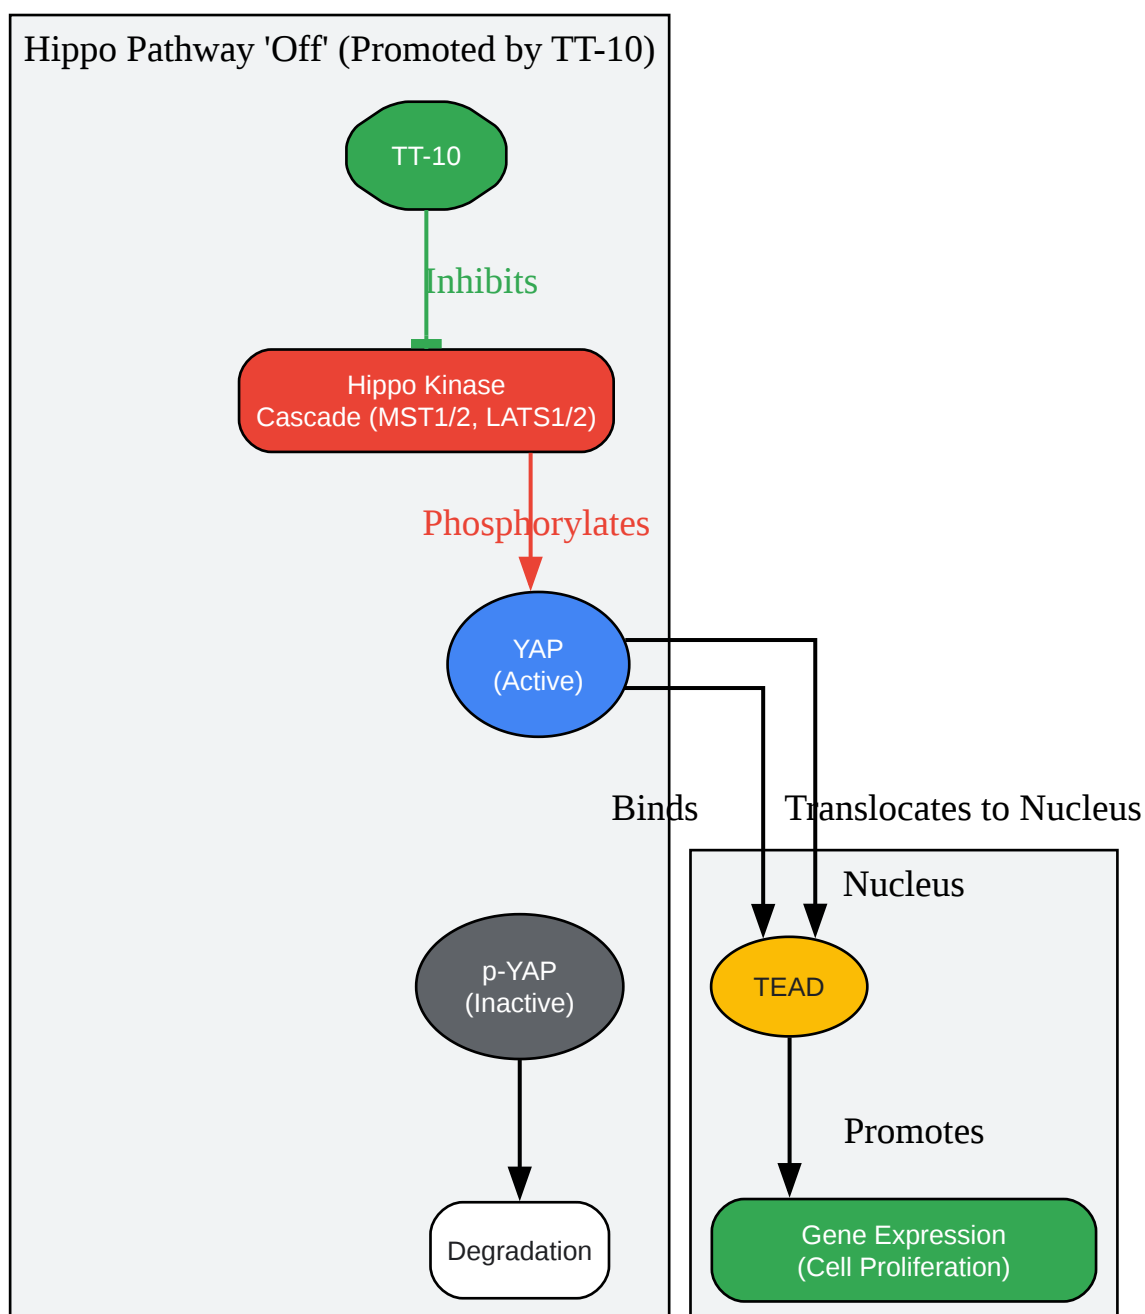 Hippo Pathway 'Off' (Promoted by TT-10)
TT-10
Inhibits
Hippo Kinase
Cascade (MST1/2, LATS1/2)
Phosphorylates
YAP
(Active)
Binds
Translocates to Nucleus
Nucleus
p-YAP
(Inactive)
TEAD
Promotes
Degradation
Gene Expression
(Cell Proliferation)